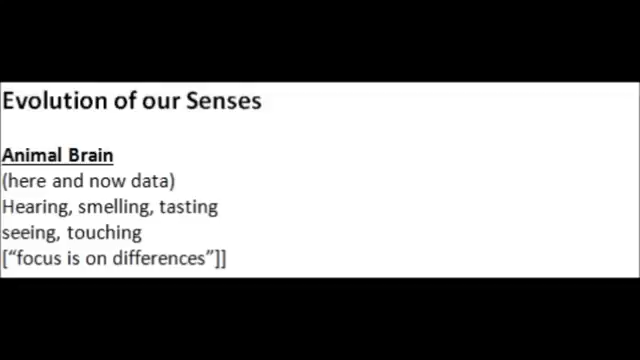 Evolution of our Senses
Animal Brain
(here and now data)
Hearing, smelling, tasting
seeing, touching
[“focus is on differences”]]